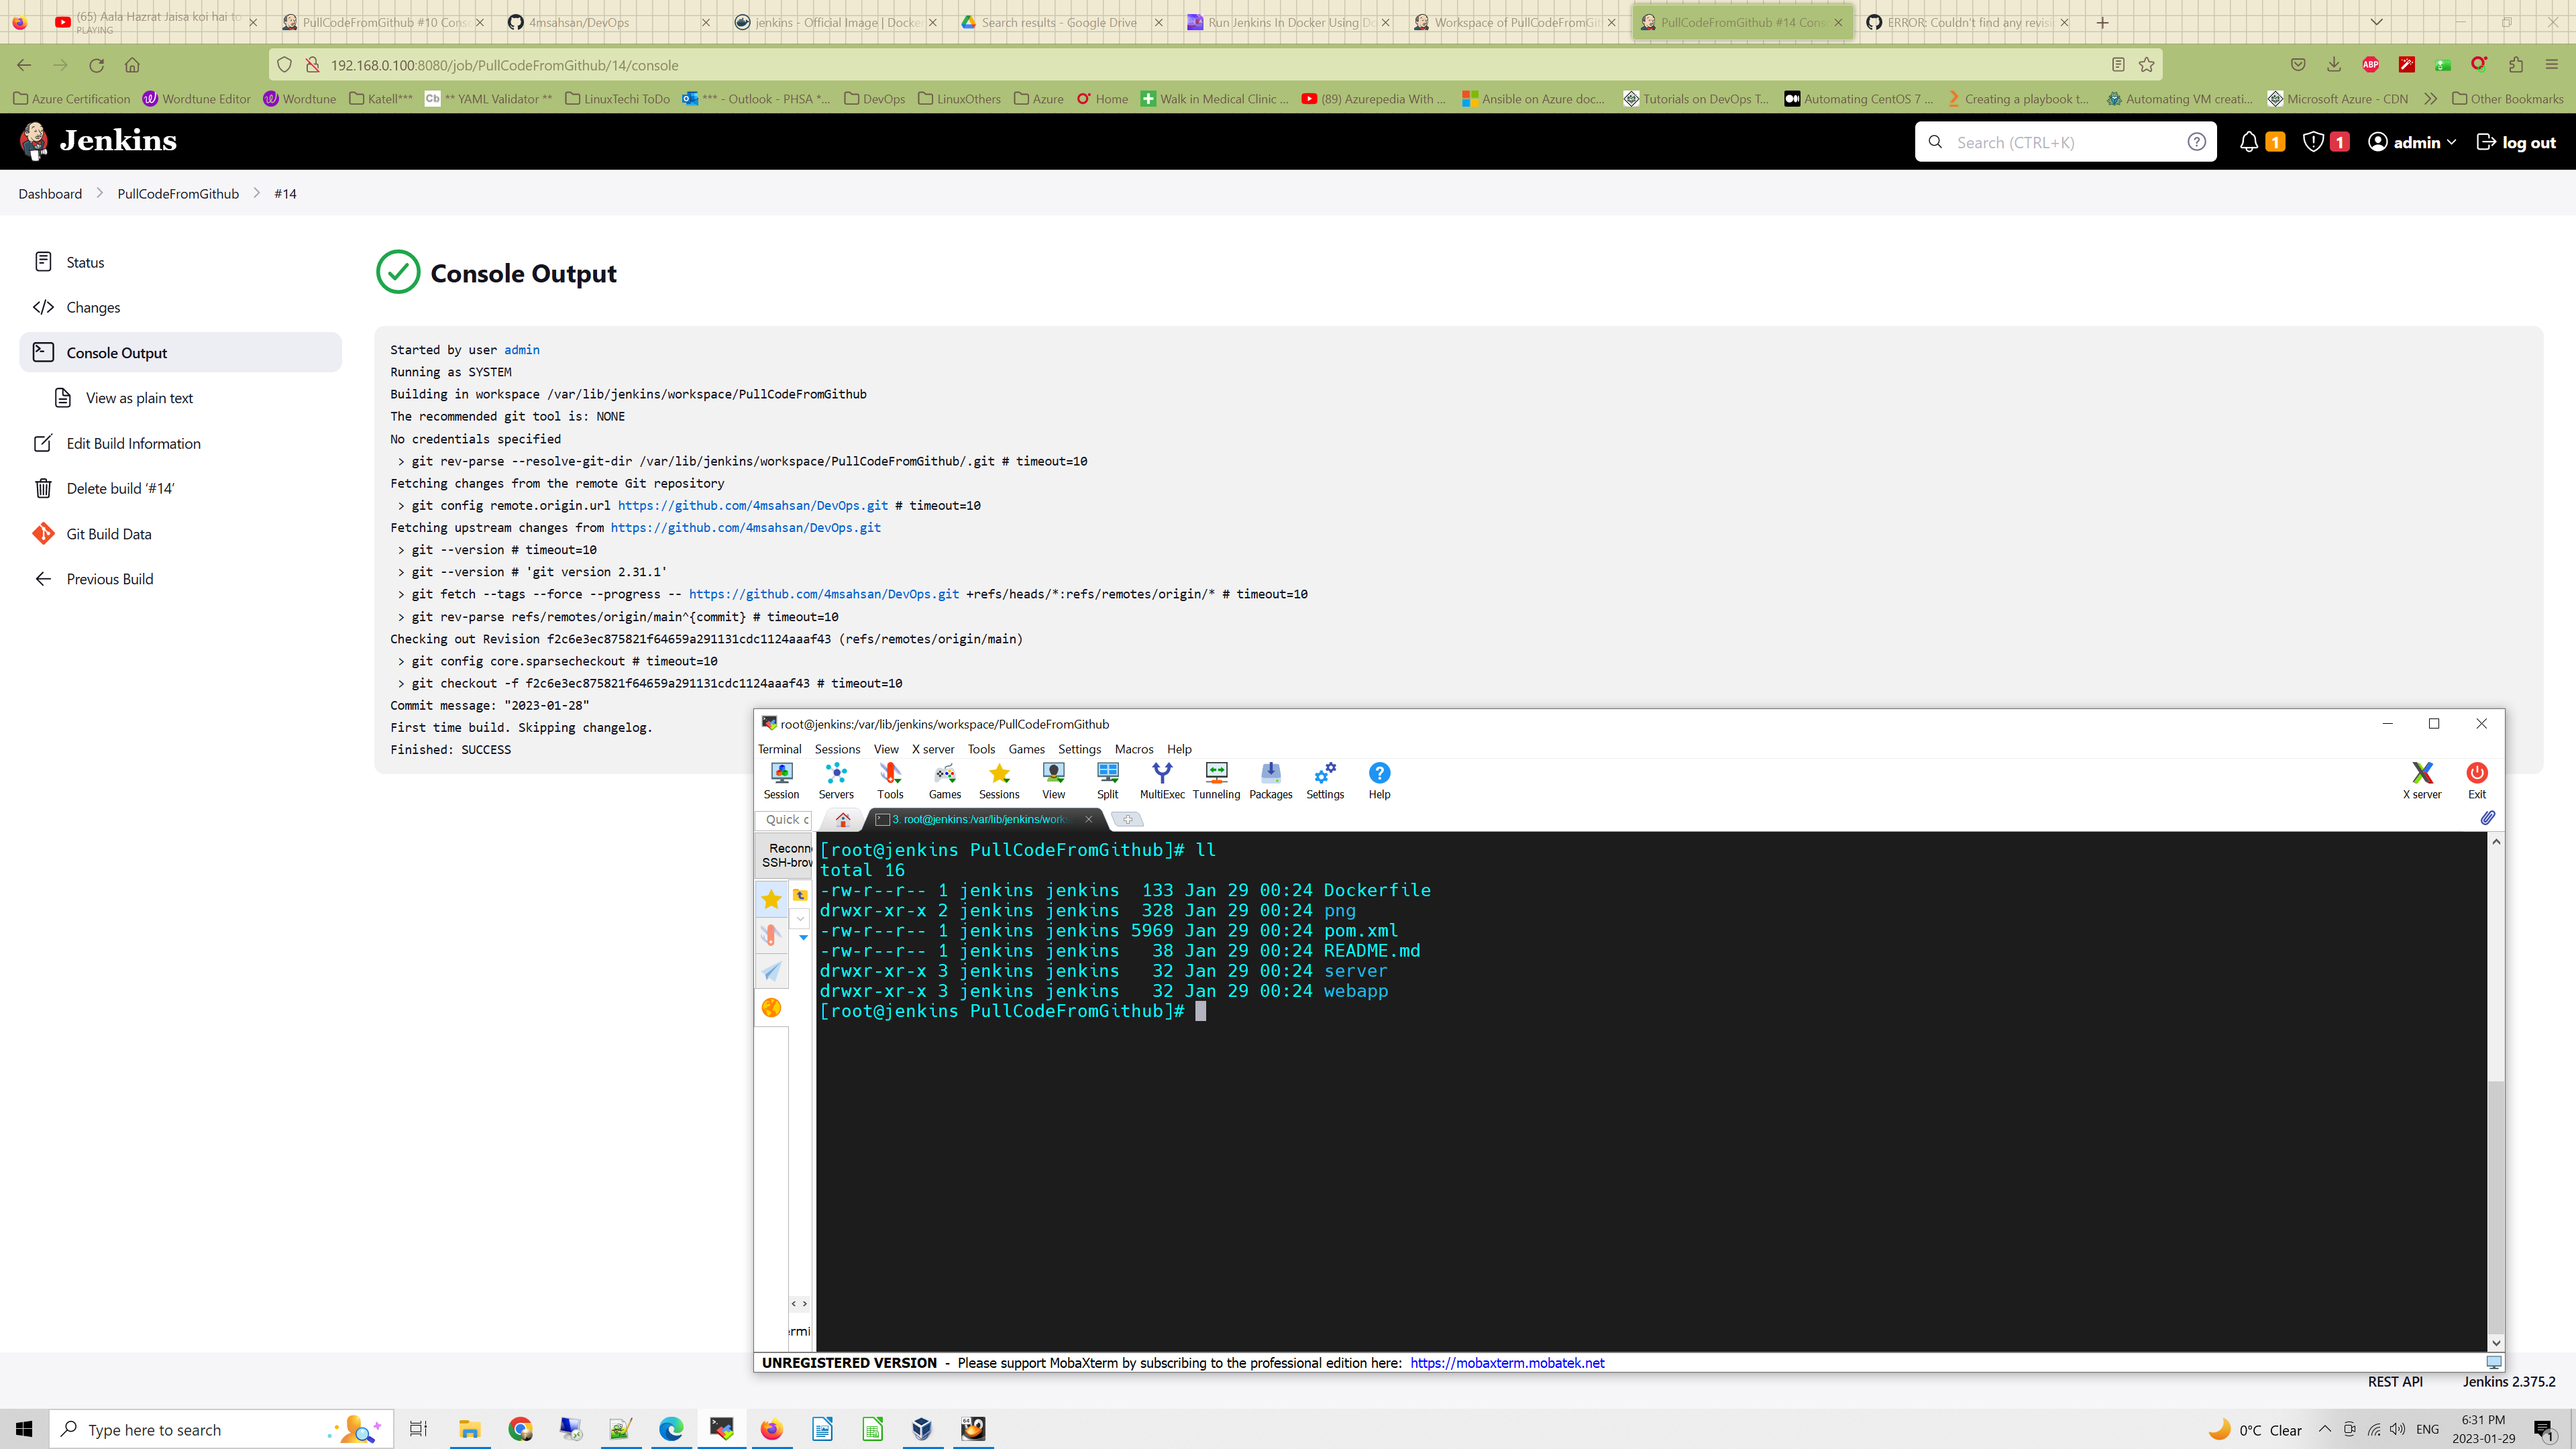 (65) Aala Hazrat Jaisa koi hai to
PLAYING
PullCodeFromGithub #10 Conso
4msahsan/DevOps
jenkins - Official Image | Docke
Search results - Google Drive
Run Jenkins In Docker Using Do
Workspace of PullCodeFromGit
PullCodeFromGithub #14 Conso
ERROR: Couldn't find any revisi
192.168.0.100:8080/job/PullCodeFromGithub/14/console
ABP
Azure Certification
Wordtune Editor
Wordtune
Katell***
Cb ** YAML Validator **
LinuxTechi ToDo
*** - Outlook - PHSA *...
DevOps
LinuxOthers
Azure
Home
Walk in Medical Clinic ...
(89) Azurepedia With ...
Ansible on Azure doc...
Tutorials on DevOps T...
Automating CentOS 7 ...
Creating a playbook t...
Automating VM creati...
Microsoft Azure - CDN
Other Bookmarks
Jenkins
Search (CTRL+K)
1
1
admin
log out
Dashboard
PullCodeFromGithub
#14
Status
Changes
Console Output
View as plain text
Edit Build Information
Delete build ‘#14’
Git Build Data
Previous Build
Console Output
Started by user admin
Running as SYSTEM
Building in workspace /var/lib/jenkins/workspace/PullCodeFromGithub
The recommended git tool is: NONE
No credentials specified
> git rev-parse --resolve-git-dir /var/lib/jenkins/workspace/PullCodeFromGithub/.git # timeout=10
Fetching changes from the remote Git repository
> git config remote.origin.url https://github.com/4msahsan/DevOps.git # timeout=10
Fetching upstream changes from https://github.com/4msahsan/DevOps.git
> git --version # timeout=10
> git --version # 'git version 2.31.1'
> git fetch --tags --force --progress -- https://github.com/4msahsan/DevOps.git +refs/heads/*:refs/remotes/origin/* # timeout=10
> git rev-parse refs/remotes/origin/main^{commit} # timeout=10
Checking out Revision f2c6e3ec875821f64659a291131cdc1124aaaf43 (refs/remotes/origin/main)
> git config core.sparsecheckout # timeout=10
> git checkout -f f2c6e3ec875821f64659a291131cdc1124aaaf43 # timeout=10
Commit message: "2023-01-28"
First time build. Skipping changelog.
Finished: SUCCESS
root@jenkins:/var/lib/jenkins/workspace/PullCodeFromGithub
Terminal Sessions View X server Tools Games Settings Macros Help
Session Servers Tools Games Sessions View Split MultiExec Tunneling Packages Settings Help
X server Exit
Quick c
3. root@jenkins:/var/lib/jenkins/works
Reconn
SSH-brow
[root@jenkins PullCodeFromGithub]# ll
total 16
-rw-r--r-- 1 jenkins jenkins 133 Jan 29 00:24 Dockerfile
drwxr-xr-x 2 jenkins jenkins 328 Jan 29 00:24 png
-rw-r--r-- 1 jenkins jenkins 5969 Jan 29 00:24 pom.xml
-rw-r--r-- 1 jenkins jenkins 38 Jan 29 00:24 README.md
drwxr-xr-x 3 jenkins jenkins 32 Jan 29 00:24 server
drwxr-xr-x 3 jenkins jenkins 32 Jan 29 00:24 webapp
[root@jenkins PullCodeFromGithub]#
ermi
UNREGISTERED VERSION - Please support MobaXterm by subscribing to the professional edition here: https://mobaxterm.mobatek.net
REST API
Jenkins 2.375.2
Type here to search
0°C Clear
ENG
6:31 PM
2023-01-29
1